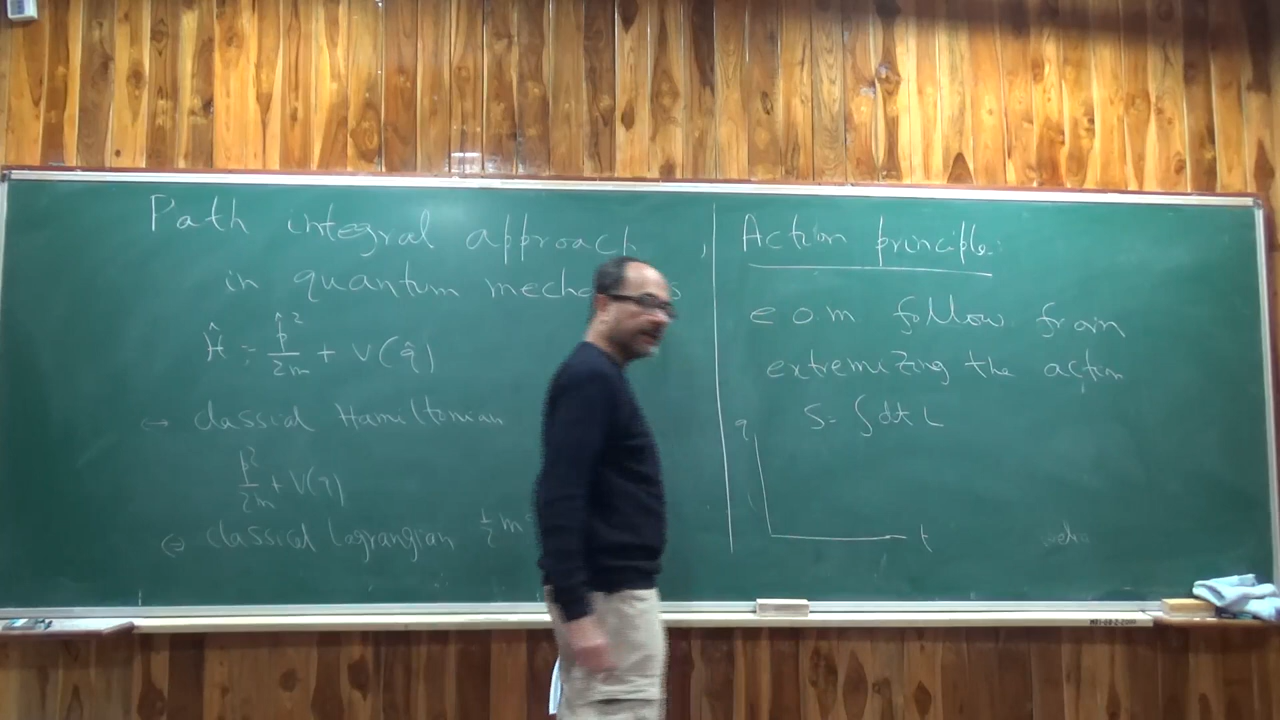 Path integral approach,
in quantum mecha s
Ĥ = p̂²/2m + V(q̂)
↔ classical Hamiltonian
p²/2m + V(q)
↔ classical Lagrangian ½ m
Action principle:
e.o.m follow from
extremizing the action
S = ∫ dt L
q
t